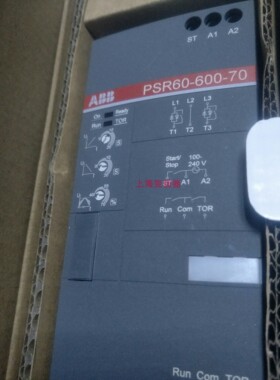 ST A1 A2
ABB
PSR60-600-70
On Ready
Run TOR
L1 L2 L3
T1 T2 T3
Start/ 100-
Stop 240 V
ST A1 A2
Run Com TOR
Run Com TOR